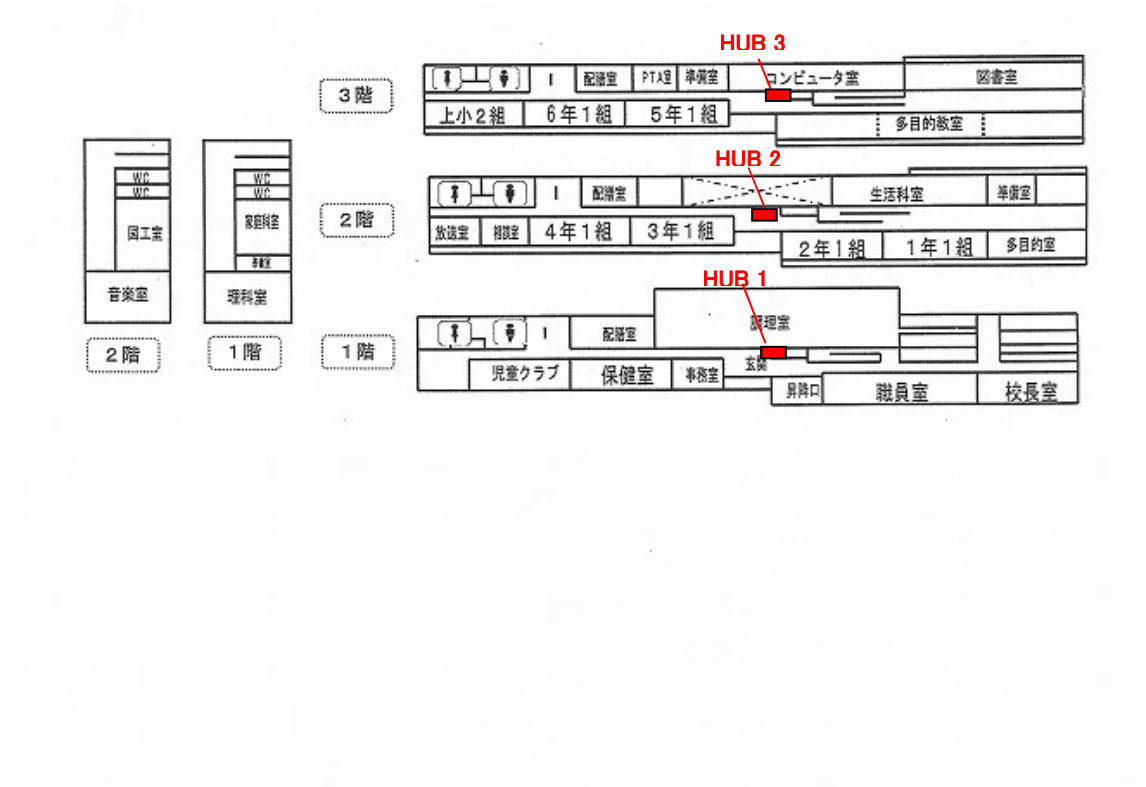 HUB 3
3階
配膳室 PTA室 準備室 コンピュータ室 図書室
上小2組 6年1組 5年1組 多目的教室
HUB 2
2階
配膳室 生活科室 準備室
放送室 相談室 4年1組 3年1組 2年1組 1年1組 多目的室
HUB 1
1階
配膳室 調理室
玄関
児童クラブ 保健室 事務室 昇降口 職員室 校長室
WC
WC
図工室
音楽室
2階
WC
WC
家庭科室
準備室
理科室
1階